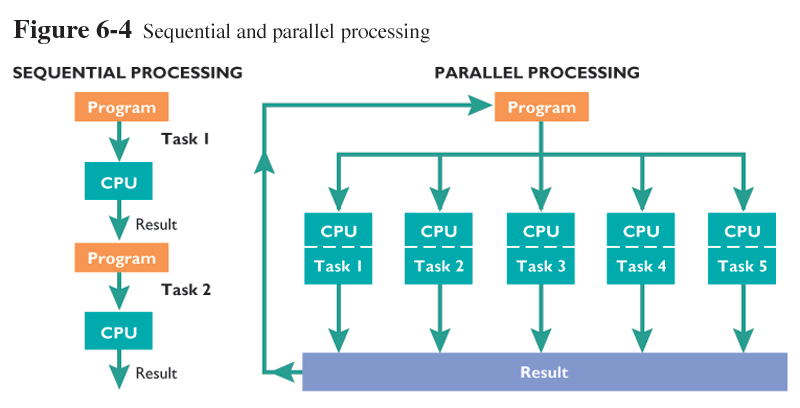 Figure 6-4 Sequential and parallel processing
SEQUENTIAL PROCESSING
Program
Task 1
CPU
Result
Program
Task 2
CPU
Result
PARALLEL PROCESSING
Program
CPU CPU CPU CPU CPU
Task 1 Task 2 Task 3 Task 4 Task 5
Result